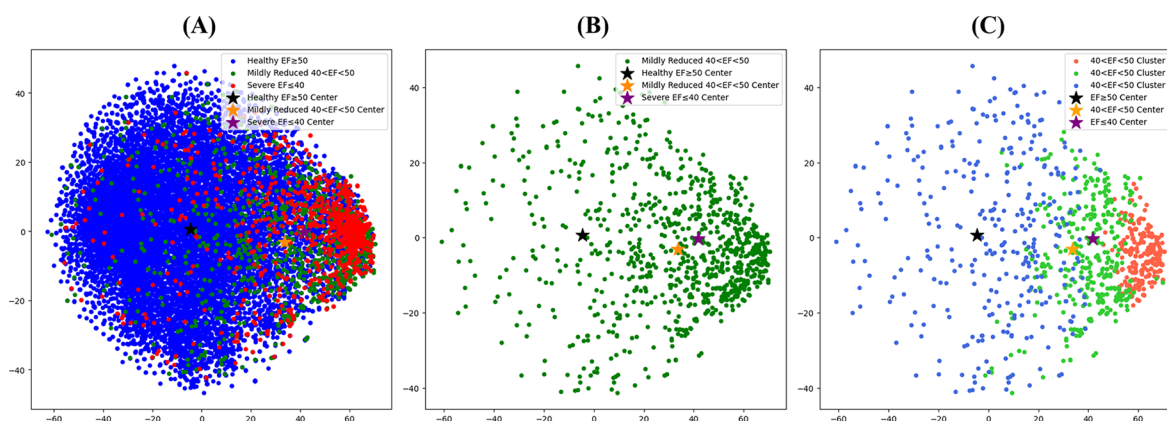 (A)
Healthy EF≥50
Mildly Reduced 40<EF<50
Severe EF≤40
Healthy EF≥50 Center
Mildly Reduced 40<EF<50 Center
Severe EF≤40 Center
40
20
0
−20
−40
−60 −40 −20 0 20 40 60
(B)
Mildly Reduced 40<EF<50
Healthy EF≥50 Center
Mildly Reduced 40<EF<50 Center
Severe EF≤40 Center
40
20
0
−20
−40
−60 −40 −20 0 20 40 60
(C)
40<EF<50 Cluster
40<EF<50 Cluster
40<EF<50 Cluster
EF≥50 Center
40<EF<50 Center
EF≤40 Center
40
20
0
−20
−40
−60 −40 −20 0 20 40 60